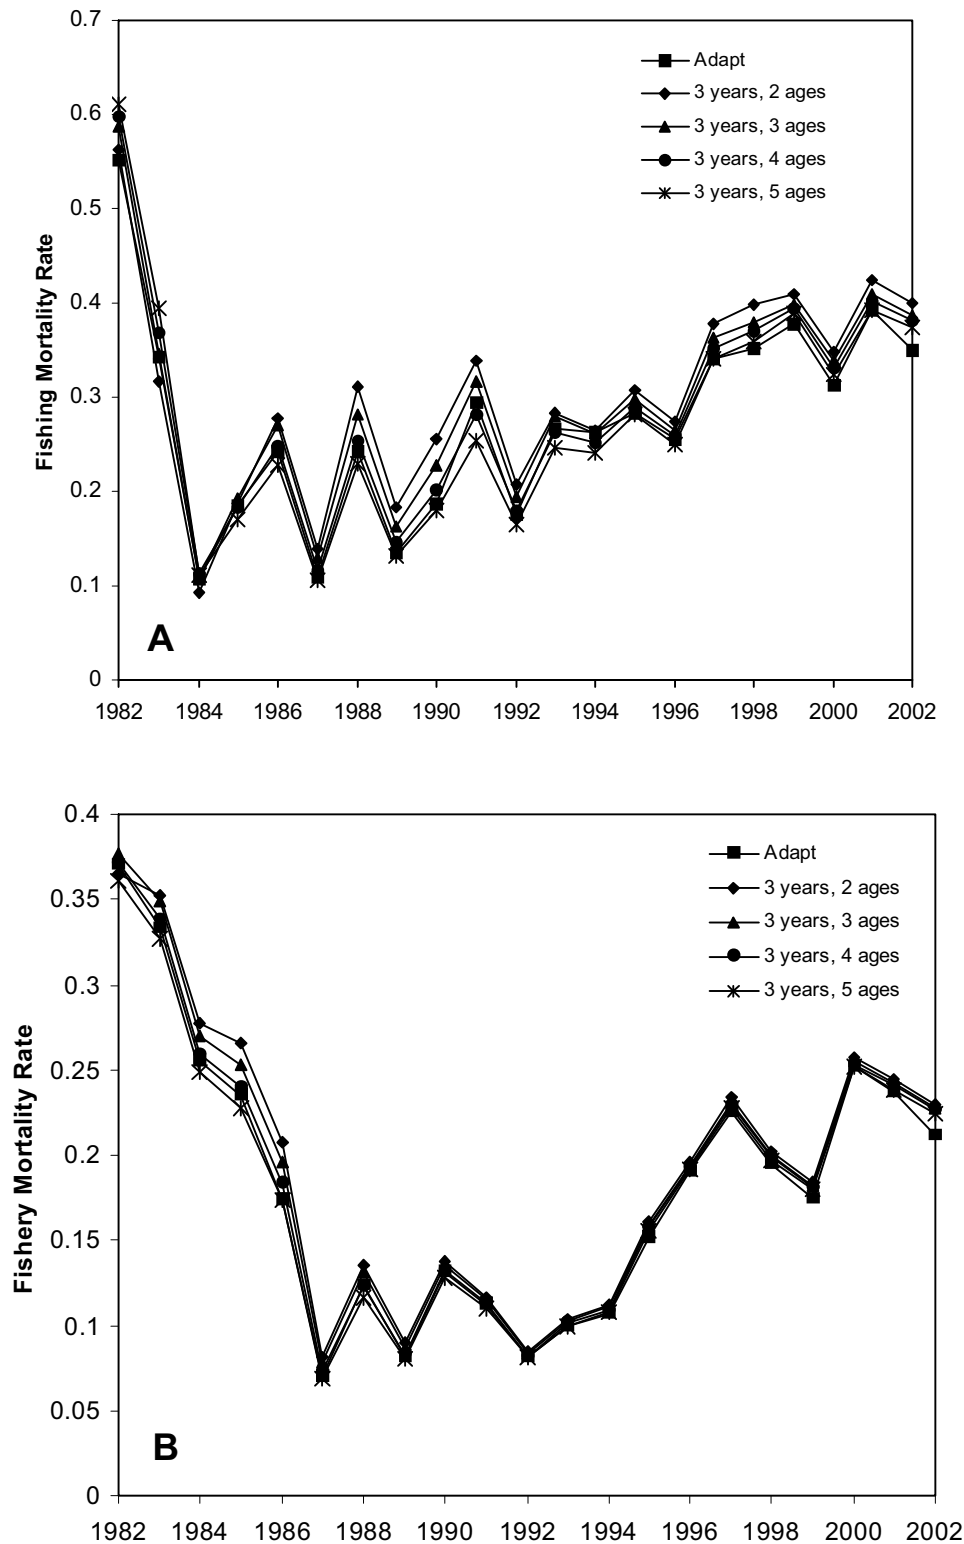 0.7
Adapt
3 years, 2 ages
3 years, 3 ages
3 years, 4 ages
3 years, 5 ages
0.6
0.5
0.4
0.3
0.2
0.1
0
Fishing Mortality Rate
A
1982 1984 1986 1988 1990 1992 1994 1996 1998 2000 2002
0.4
Adapt
3 years, 2 ages
3 years, 3 ages
3 years, 4 ages
3 years, 5 ages
0.35
0.3
0.25
0.2
0.15
0.1
0.05
0
Fishery Mortality Rate
B
1982 1984 1986 1988 1990 1992 1994 1996 1998 2000 2002